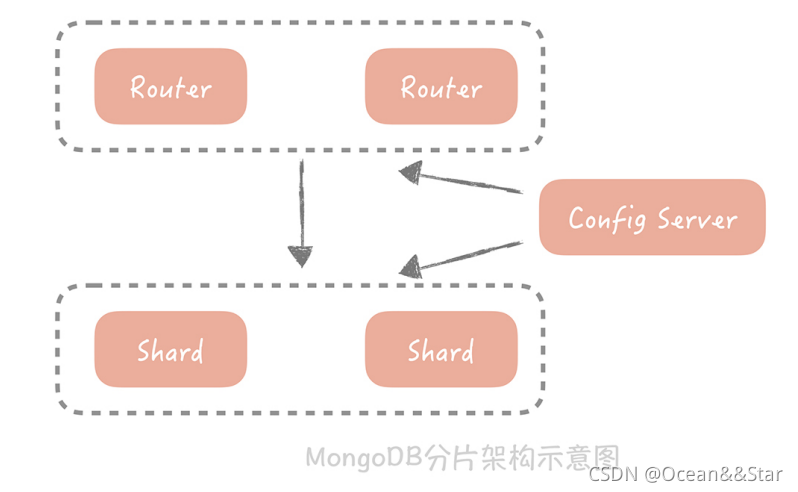 Router
Router
Config Server
Shard
Shard
MongoDB分片架构示意图
CSDN @Ocean&&Star